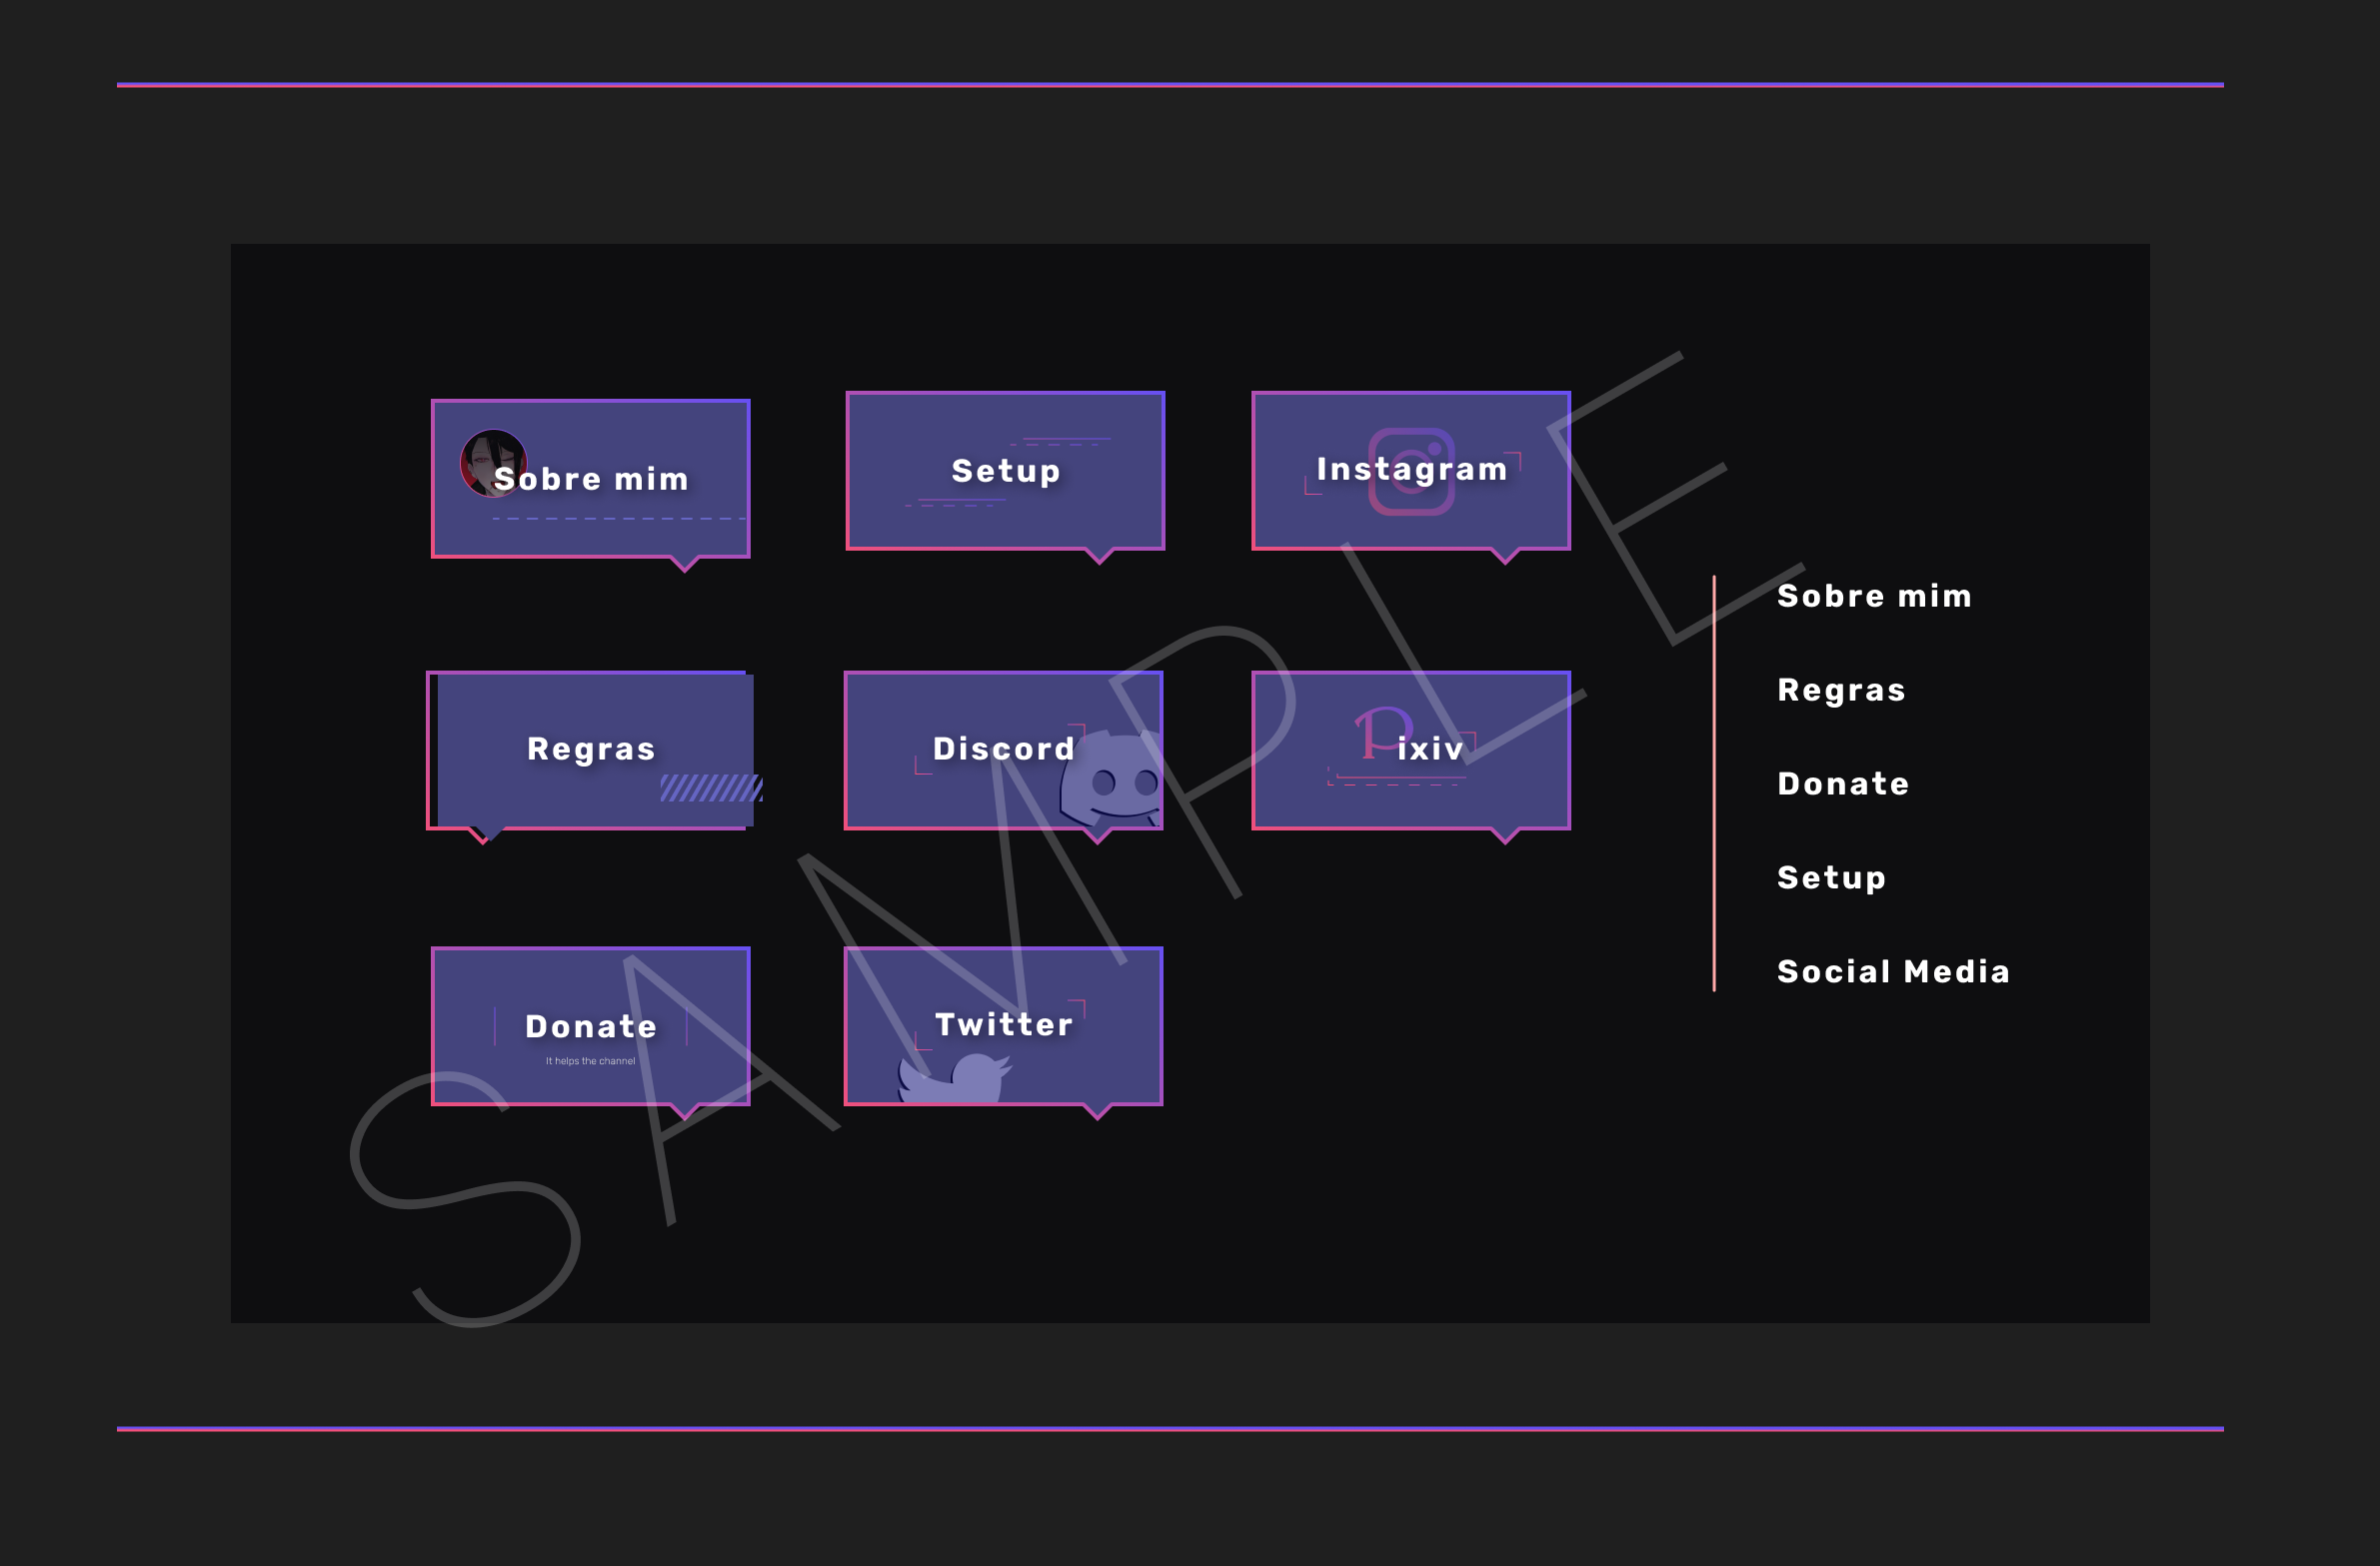 Sobre mim
Setup
Instagram
Regras
Discord
Pixiv
Donate
It helps the channel
Twitter
Sobre mim
Regras
Donate
Setup
Social Media
SAMPLE